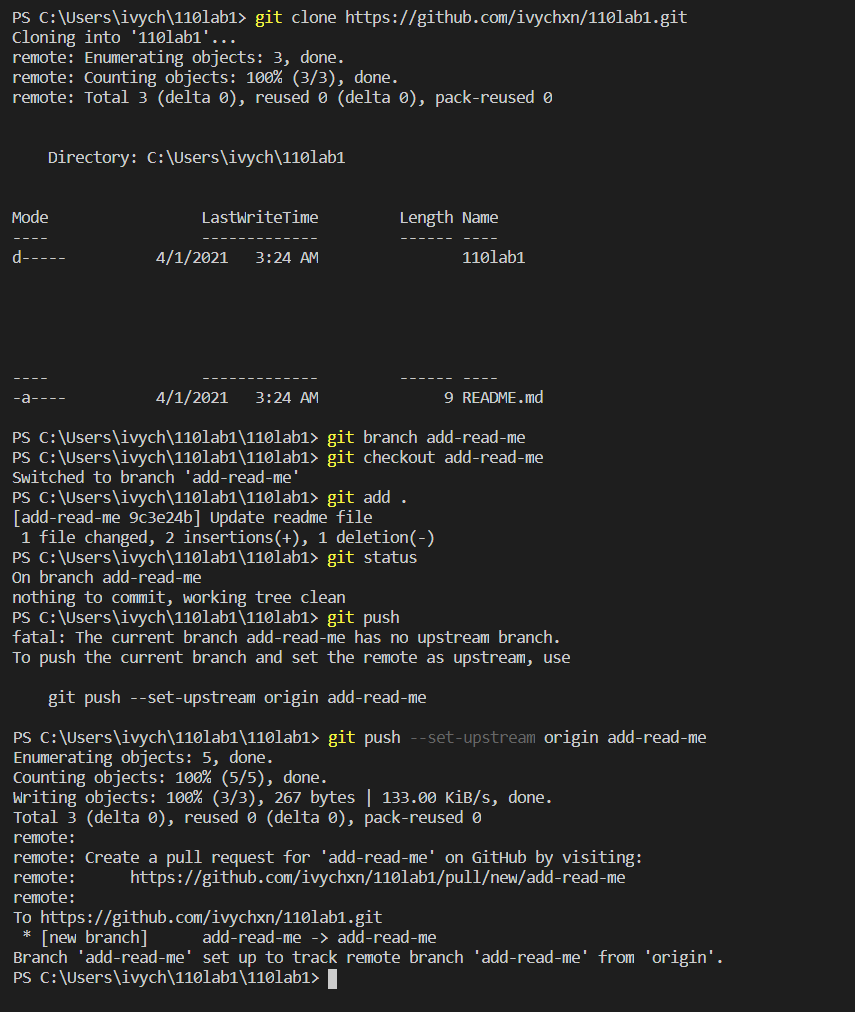 PS C:\Users\ivych\110lab1> git clone https://github.com/ivychxn/110lab1.git
Cloning into '110lab1'...
remote: Enumerating objects: 3, done.
remote: Counting objects: 100% (3/3), done.
remote: Total 3 (delta 0), reused 0 (delta 0), pack-reused 0
    Directory: C:\Users\ivych\110lab1
Mode                 LastWriteTime         Length Name
----                 -------------         ------ ----
d-----          4/1/2021   3:24 AM                110lab1
----                 -------------         ------ ----
-a----          4/1/2021   3:24 AM              9 README.md
PS C:\Users\ivych\110lab1\110lab1> git branch add-read-me
PS C:\Users\ivych\110lab1\110lab1> git checkout add-read-me
Switched to branch 'add-read-me'
PS C:\Users\ivych\110lab1\110lab1> git add .
[add-read-me 9c3e24b] Update readme file
 1 file changed, 2 insertions(+), 1 deletion(-)
PS C:\Users\ivych\110lab1\110lab1> git status
On branch add-read-me
nothing to commit, working tree clean
PS C:\Users\ivych\110lab1\110lab1> git push
fatal: The current branch add-read-me has no upstream branch.
To push the current branch and set the remote as upstream, use
    git push --set-upstream origin add-read-me
PS C:\Users\ivych\110lab1\110lab1> git push --set-upstream origin add-read-me
Enumerating objects: 5, done.
Counting objects: 100% (5/5), done.
Writing objects: 100% (3/3), 267 bytes | 133.00 KiB/s, done.
Total 3 (delta 0), reused 0 (delta 0), pack-reused 0
remote:
remote: Create a pull request for 'add-read-me' on GitHub by visiting:
remote:      https://github.com/ivychxn/110lab1/pull/new/add-read-me
remote:
To https://github.com/ivychxn/110lab1.git
 * [new branch]      add-read-me -> add-read-me
Branch 'add-read-me' set up to track remote branch 'add-read-me' from 'origin'.
PS C:\Users\ivych\110lab1\110lab1>